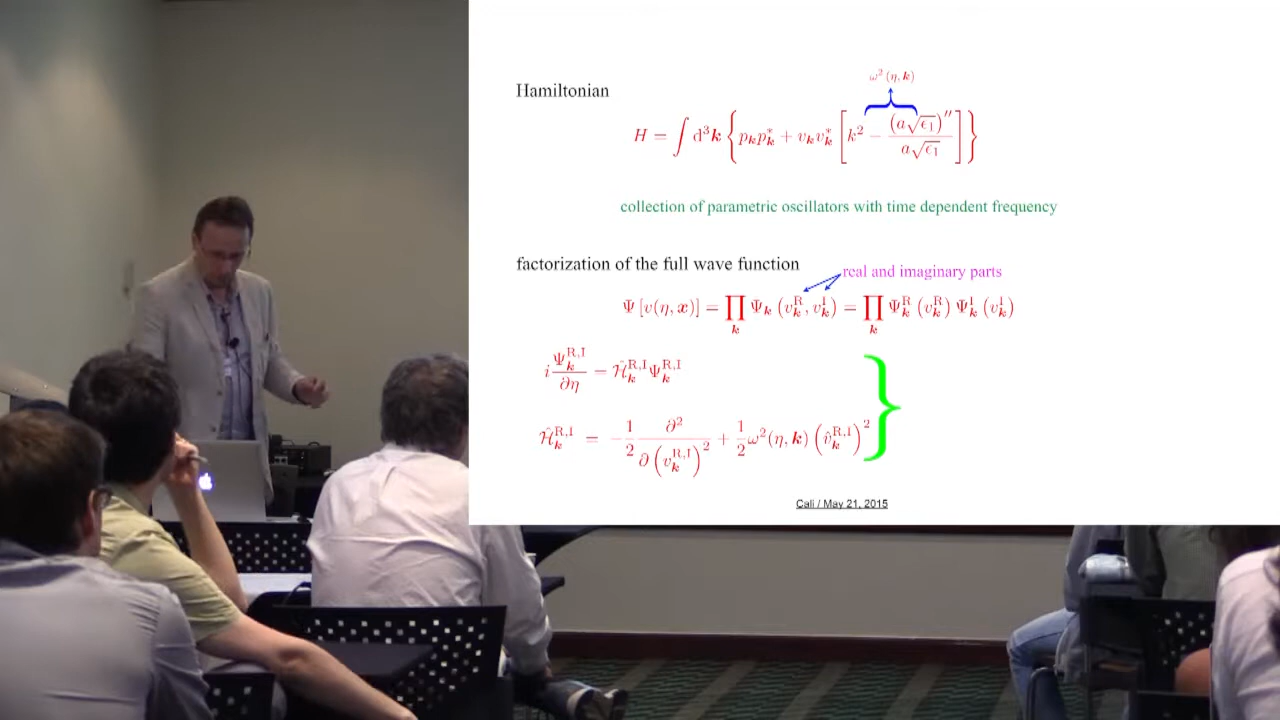 ω²(η, k)
Hamiltonian
H = ∫ d³k { p_k p_k^* + v_k v_k^* [ k² − (a√ε₁)″ / a√ε₁ ] }
collection of parametric oscillators with time dependent frequency
factorization of the full wave function
real and imaginary parts
Ψ [v(η, x)] = ∏_k Ψ_k (v_k^R, v_k^I) = ∏_k Ψ_k^R (v_k^R) Ψ_k^I (v_k^I)
i Ψ_k^{R,I} / ∂η = Ĥ_k^{R,I} Ψ_k^{R,I}
Ĥ_k^{R,I} = − 1/2 ∂² / ∂ (v_k^{R,I})² + 1/2 ω²(η, k) (v̂_k^{R,I})²
Cali / May 21, 2015